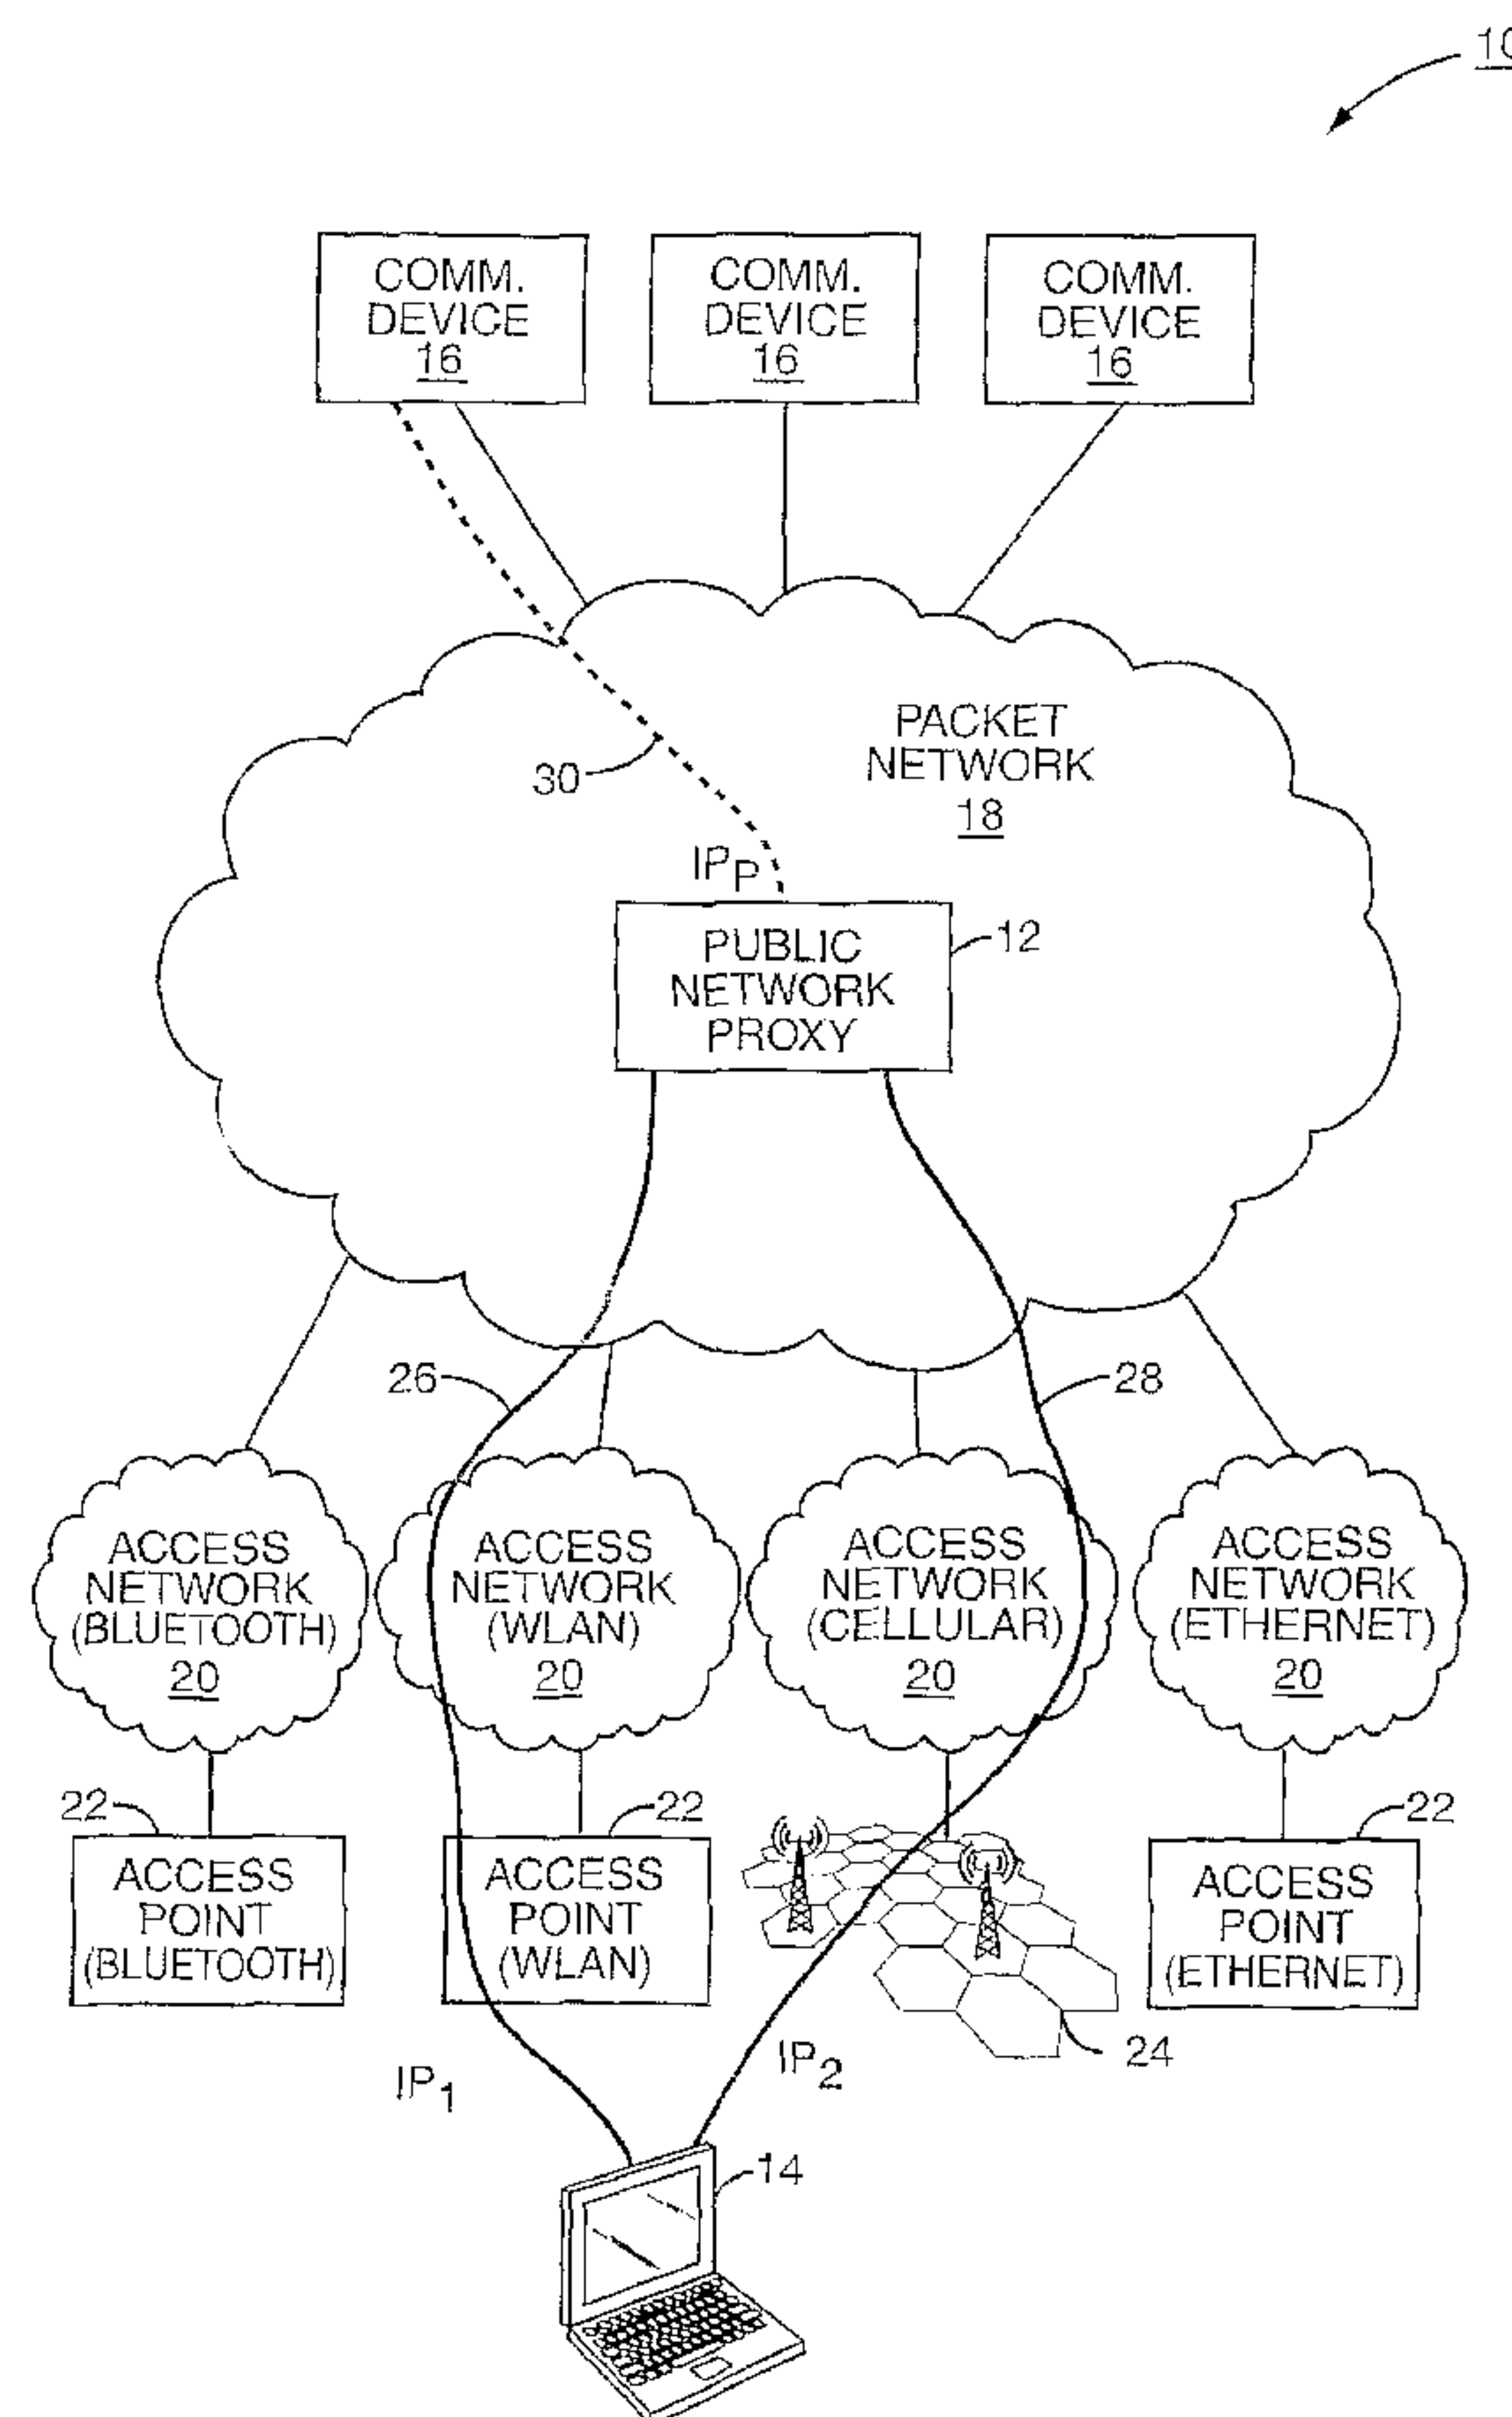 10
COMM.
DEVICE
16
COMM.
DEVICE
16
COMM.
DEVICE
16
PACKET
NETWORK
18
30
IPP
PUBLIC
NETWORK
PROXY
12
26
28
ACCESS
NETWORK
(BLUETOOTH)
20
ACCESS
NETWORK
(WLAN)
20
ACCESS
NETWORK
(CELLULAR)
20
ACCESS
NETWORK
(ETHERNET)
20
22
ACCESS
POINT
(BLUETOOTH)
22
ACCESS
POINT
(WLAN)
24
22
ACCESS
POINT
(ETHERNET)
IP1
IP2
14